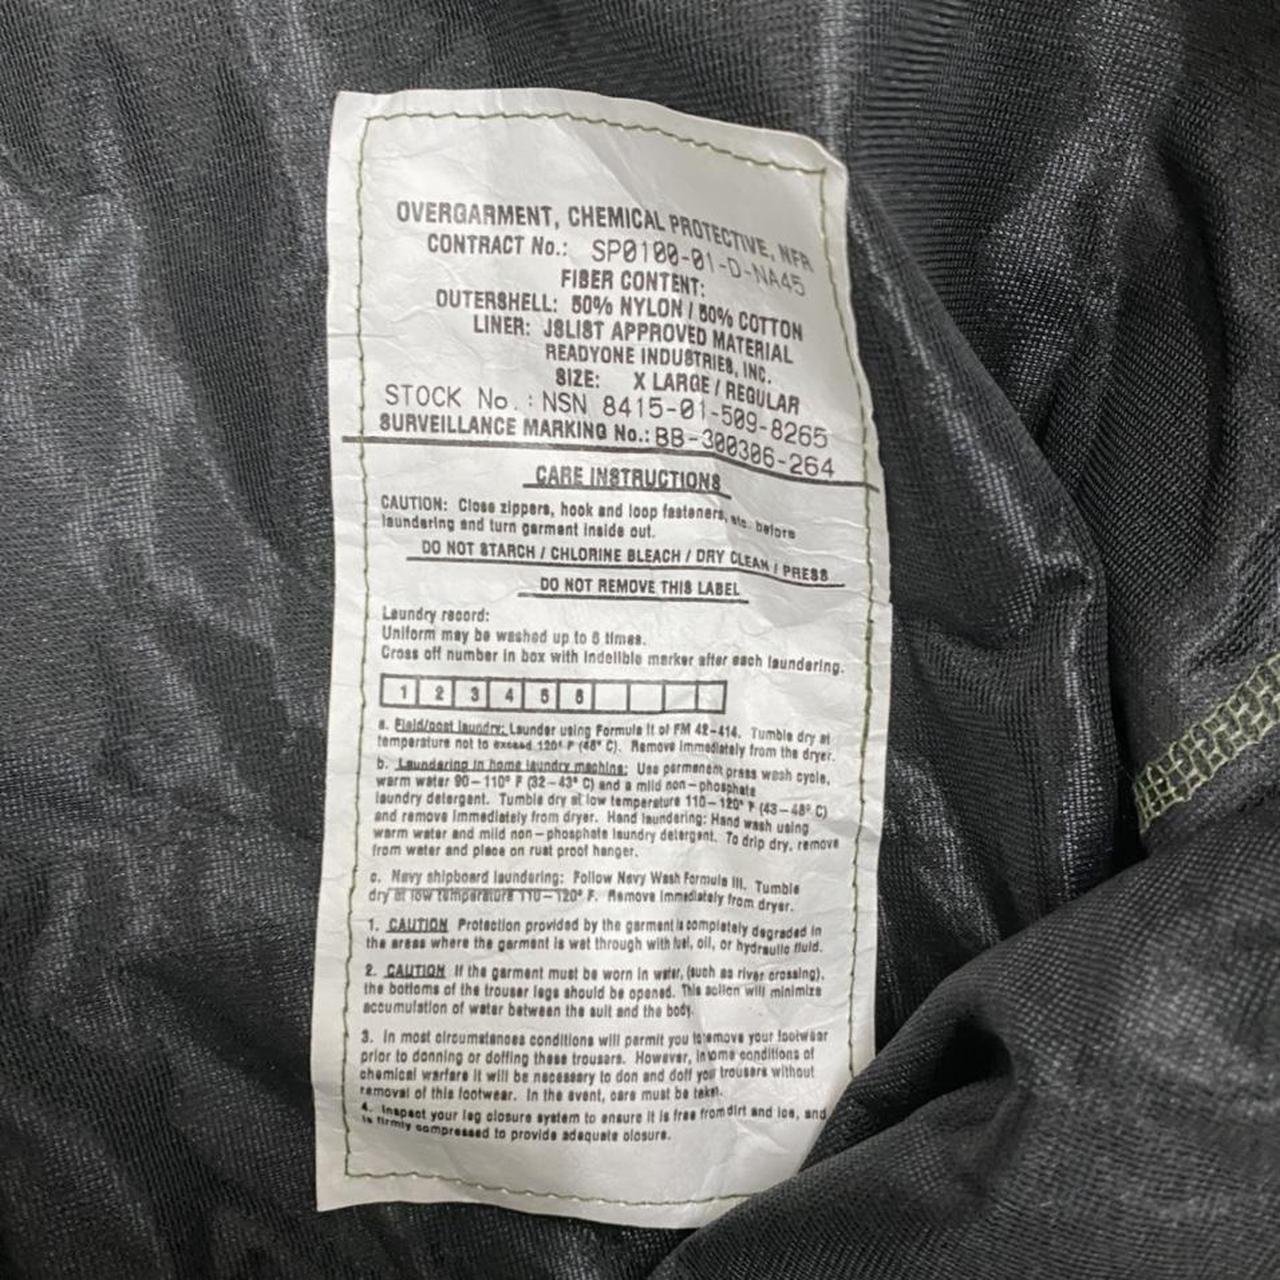 OVERGARMENT, CHEMICAL PROTECTIVE, NFR
CONTRACT No.: SP0100-01-D-NA45
FIBER CONTENT:
OUTERSHELL: 50% NYLON / 50% COTTON
LINER: JSLIST APPROVED MATERIAL
READYONE INDUSTRIES, INC.
SIZE: X LARGE / REGULAR
STOCK No.: NSN 8415-01-509-8265
SURVEILLANCE MARKING No.: BB-300306-264
CARE INSTRUCTIONS
CAUTION: Close zippers, hook and loop fasteners, etc. before
laundering and turn garment inside out.
DO NOT STARCH / CHLORINE BLEACH / DRY CLEAN / PRESS
DO NOT REMOVE THIS LABEL
Laundry record:
Uniform may be washed up to 6 times.
Cross off number in box with indelible marker after each laundering.
1 2 3 4 5 6
a. Field/post laundry: Launder using Formula II of FM 42-414. Tumble dry at
temperature not to exceed 120° F (48° C). Remove immediately from the dryer.
b. Laundering in home laundry machine: Use permanent press wash cycle,
warm water 90-110° F (32-43° C) and a mild non-phosphate
laundry detergent. Tumble dry at low temperature 110-120° F (43-48° C)
and remove immediately from dryer. Hand laundering: Hand wash using
warm water and mild non-phosphate laundry detergent. To drip dry, remove
from water and place on rust proof hanger.
c. Navy shipboard laundering: Follow Navy Wash Formula III. Tumble
dry at low temperature 110-120° F. Remove immediately from dryer.
1. CAUTION Protection provided by the garment is completely degraded in
the areas where the garment is wet through with fuel, oil, or hydraulic fluid.
2. CAUTION If the garment must be worn in water, (such as river crossing),
the bottoms of the trouser legs should be opened. This action will minimize
accumulation of water between the suit and the body.
3. In most circumstances conditions will permit you to remove your footwear
prior to donning or doffing these trousers. However, in some conditions of
chemical warfare it will be necessary to don and doff your trousers without
removal of this footwear. In the event, care must be taken.
4. Inspect your leg closure system to ensure it is free from dirt and ice, and
is firmly compressed to provide adequate closure.